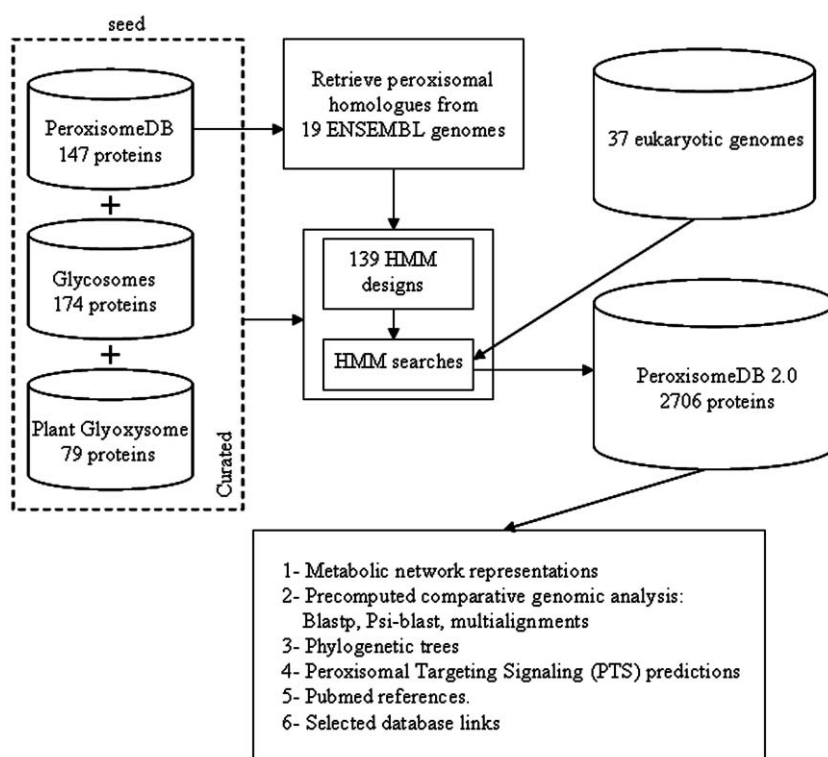 seed
PeroxisomeDB
147 proteins
+
Glycosomes
174 proteins
+
Plant Glyoxysome
79 proteins
Curated
Retrieve peroxisomal
homologues from
19 ENSEMBL genomes
139 HMM
designs
HMM searches
37 eukaryotic genomes
PeroxisomeDB 2.0
2706 proteins
1- Metabolic network representations
2- Precomputed comparative genomic analysis:
Blastp, Psi-blast, multialignments
3- Phylogenetic trees
4- Peroxisomal Targeting Signaling (PTS) predictions
5- Pubmed references.
6- Selected database links